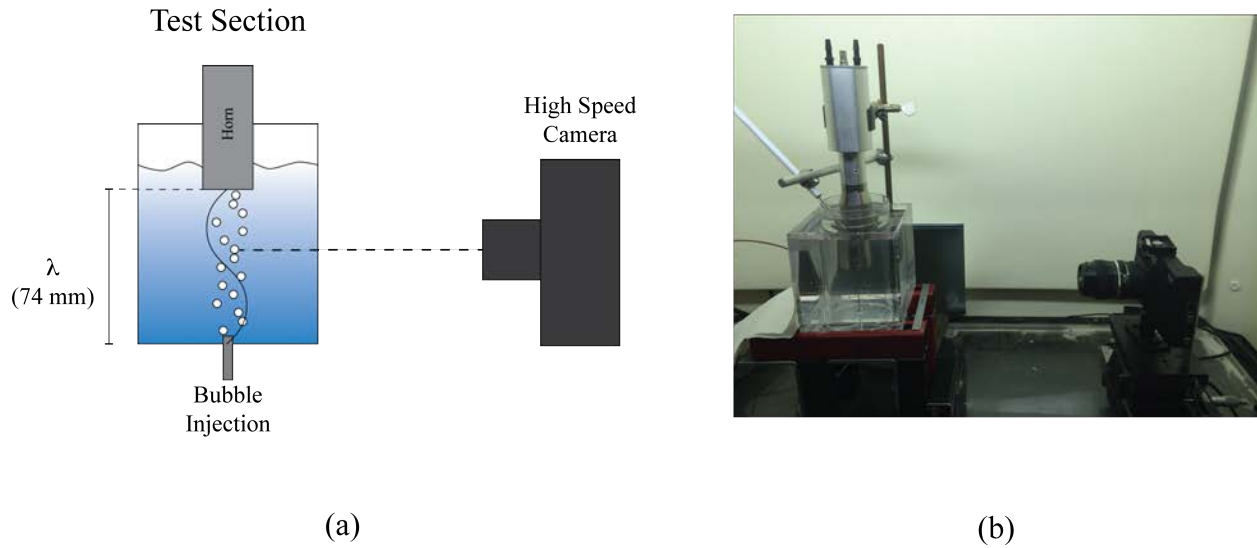 Test Section
Horn
High Speed
Camera
λ
(74 mm)
Bubble
Injection
(a)
(b)